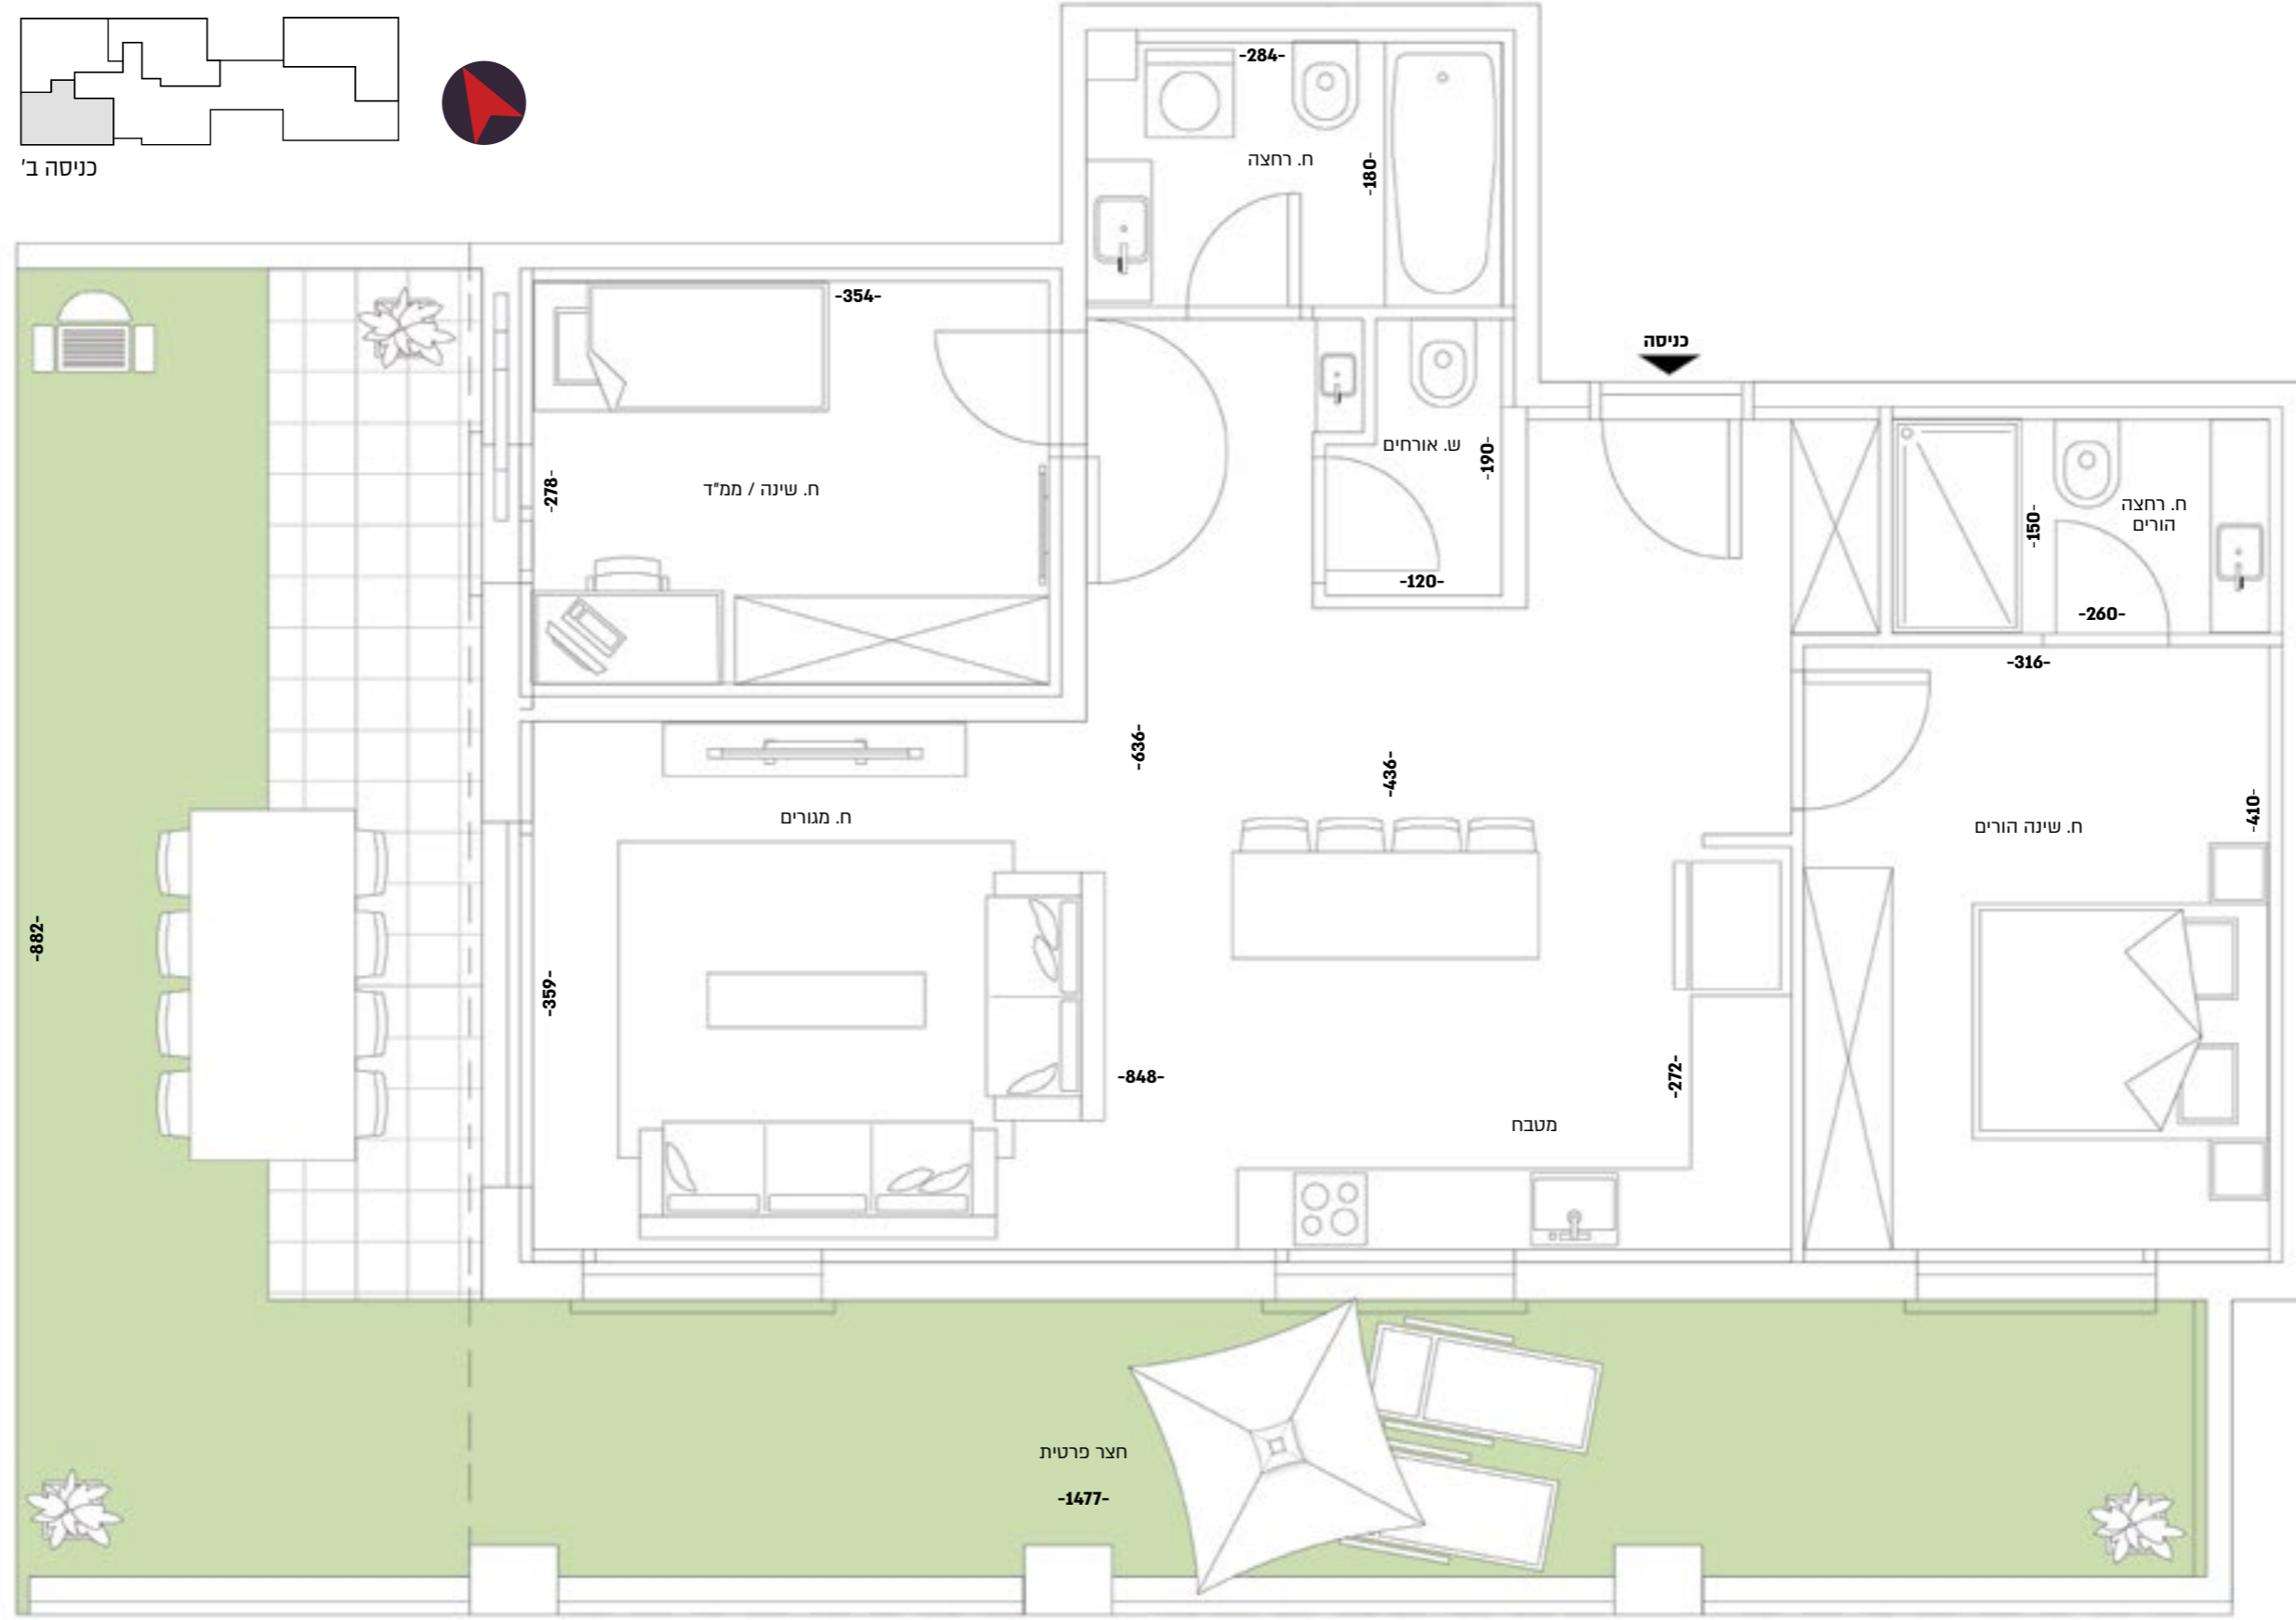 כניסה ב'
-284-
ח. רחצה
-180-
-354-
-278-
ח. שינה / ממ"ד
כניסה
ש. אורחים
-190-
-120-
ח. רחצה
הורים
-150-
-260-
-316-
-636-
-436-
ח. מגורים
ח. שינה הורים
-410-
-882-
-359-
-848-
-272-
מטבח
חצר פרטית
-1477-